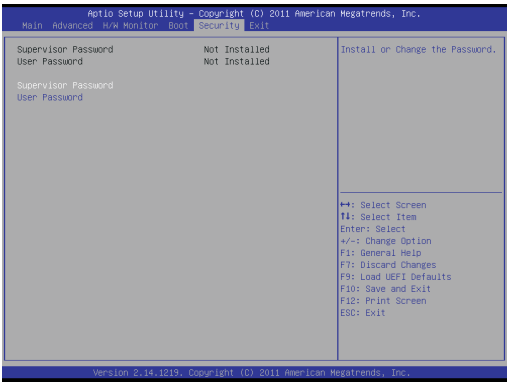 Aptio Setup Utility – Copyright (C) 2011 American Megatrends, Inc.
Main Advanced H/W Monitor Boot Security Exit
Supervisor Password Not Installed
User Password Not Installed
Supervisor Password
User Password
Install or Change the Password.
↔: Select Screen
↑↓: Select Item
Enter: Select
+/-: Change Option
F1: General Help
F7: Discard Changes
F9: Load UEFI Defaults
F10: Save and Exit
F12: Print Screen
ESC: Exit
Version 2.14.1219. Copyright (C) 2011 American Megatrends, Inc.